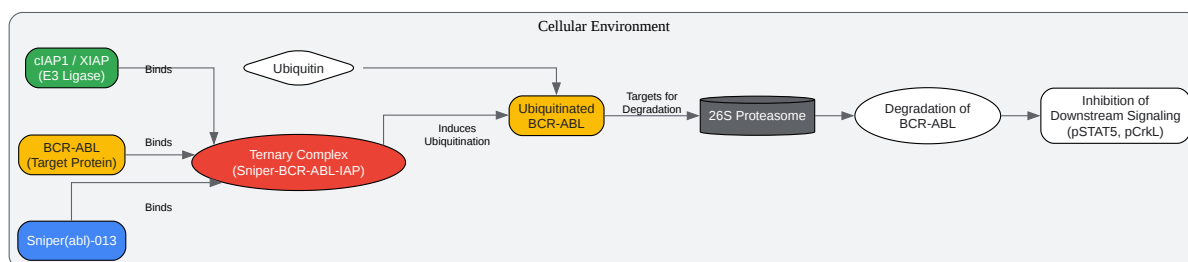 Cellular Environment
cIAP1 / XIAP
(E3 Ligase)
Binds
Ubiquitin
BCR-ABL
(Target Protein)
Binds
Sniper(abl)-013
Binds
Ternary Complex
(Sniper-BCR-ABL-IAP)
Induces
Ubiquitination
Ubiquitinated
BCR-ABL
Targets for
Degradation
26S Proteasome
Degradation of
BCR-ABL
Inhibition of
Downstream Signaling
(pSTAT5, pCrkL)